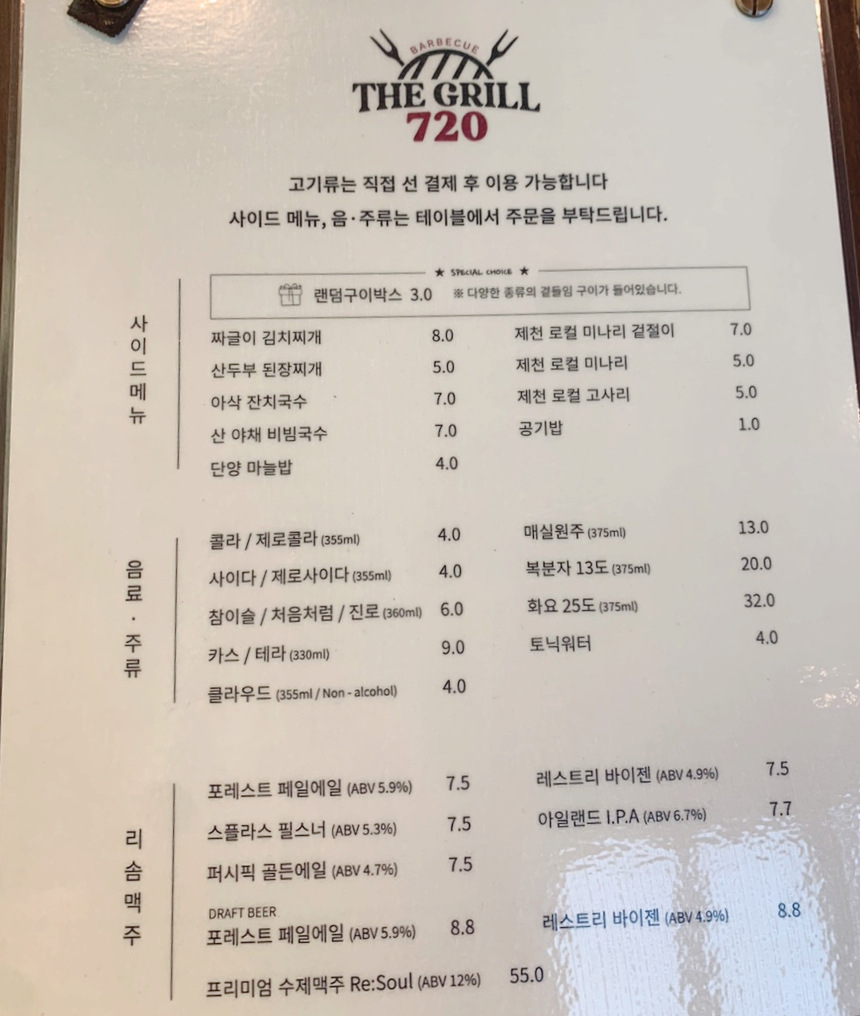 BARBECUE
THE GRILL
720
고기류는 직접 선 결제 후 이용 가능합니다
사이드 메뉴, 음·주류는 테이블에서 주문을 부탁드립니다.
★ SPECIAL CHOICE ★
랜덤구이박스 3.0 ※ 다양한 종류의 곁들임 구이가 들어있습니다.
사이드메뉴
짜글이 김치찌개 8.0
산두부 된장찌개 5.0
아삭 잔치국수 7.0
산 야채 비빔국수 7.0
단양 마늘밥 4.0
제천 로컬 미나리 겉절이 7.0
제천 로컬 미나리 5.0
제천 로컬 고사리 5.0
공기밥 1.0
음료·주류
콜라 / 제로콜라 (355ml) 4.0
사이다 / 제로사이다 (355ml) 4.0
참이슬 / 처음처럼 / 진로 (360ml) 6.0
카스 / 테라 (330ml) 9.0
클라우드 (355ml / Non - alcohol) 4.0
매실원주 (375ml) 13.0
복분자 13도 (375ml) 20.0
화요 25도 (375ml) 32.0
토닉워터 4.0
리솜맥주
포레스트 페일에일 (ABV 5.9%) 7.5
스플라스 필스너 (ABV 5.3%) 7.5
퍼시픽 골든에일 (ABV 4.7%) 7.5
레스트리 바이젠 (ABV 4.9%) 7.5
아일랜드 I.P.A (ABV 6.7%) 7.7
DRAFT BEER
포레스트 페일에일 (ABV 5.9%) 8.8
레스트리 바이젠 (ABV 4.9%) 8.8
프리미엄 수제맥주 Re:Soul (ABV 12%) 55.0